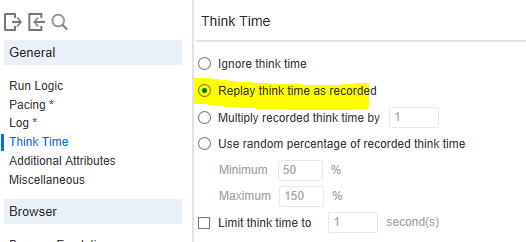 Think Time
General
Run Logic
Pacing *
Log *
Think Time
Additional Attributes
Miscellaneous
Browser
Ignore think time
Replay think time as recorded
Multiply recorded think time by 1
Use random percentage of recorded think time
Minimum 50 %
Maximum 150 %
Limit think time to 1 second(s)